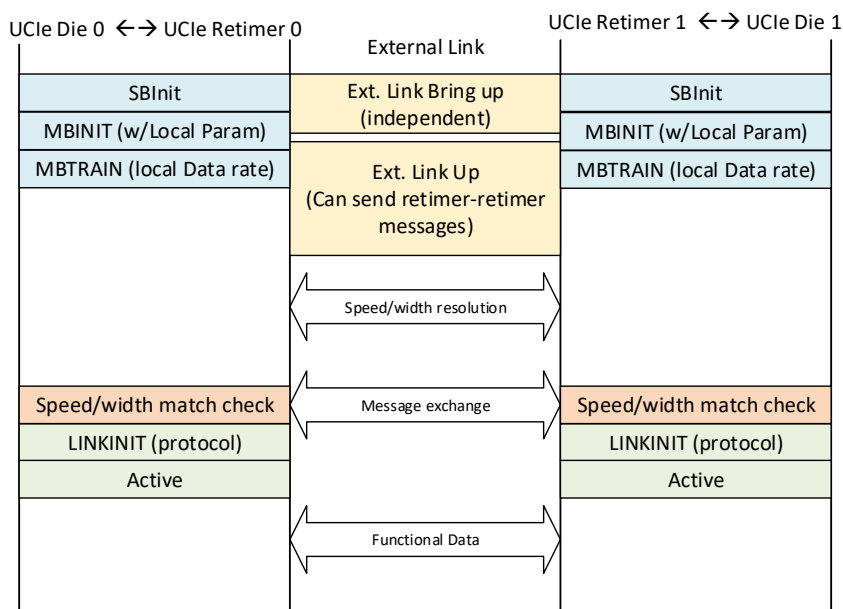 UCIe Die 0 ←→ UCIe Retimer 0
External Link
UCIe Retimer 1 ←→ UCIe Die 1
SBInit
MBINIT (w/Local Param)
MBTRAIN (local Data rate)
Ext. Link Bring up
(independent)
Ext. Link Up
(Can send retimer-retimer
messages)
SBInit
MBINIT (w/Local Param)
MBTRAIN (local Data rate)
Speed/width resolution
Speed/width match check
Message exchange
Speed/width match check
LINKINIT (protocol)
LINKINIT (protocol)
Active
Active
Functional Data